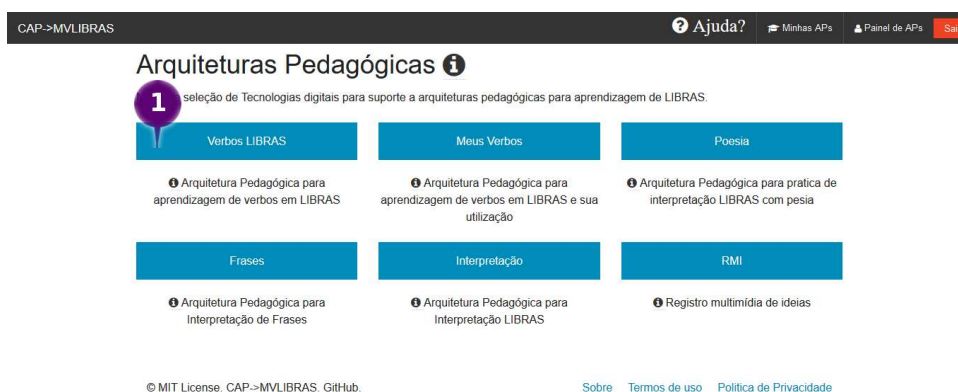 CAP->MVLIBRAS
Ajuda?
Minhas APs
Painel de APs
Sai
Arquiteturas Pedagógicas
1
seleção de Tecnologias digitais para suporte a arquiteturas pedagógicas para aprendizagem de LIBRAS.
Verbos LIBRAS
Meus Verbos
Poesia
Arquitetura Pedagógica para
aprendizagem de verbos em LIBRAS
Arquitetura Pedagógica para
aprendizagem de verbos em LIBRAS e sua
utilização
Arquitetura Pedagógica para pratica de
interpretação LIBRAS com pesia
Frases
Interpretação
RMI
Arquitetura Pedagógica para
Interpretação de Frases
Arquitetura Pedagógica para
Interpretação LIBRAS
Registro multimídia de ideias
© MIT License. CAP->MVLIBRAS. GitHub.
Sobre
Termos de uso
Politica de Privacidade